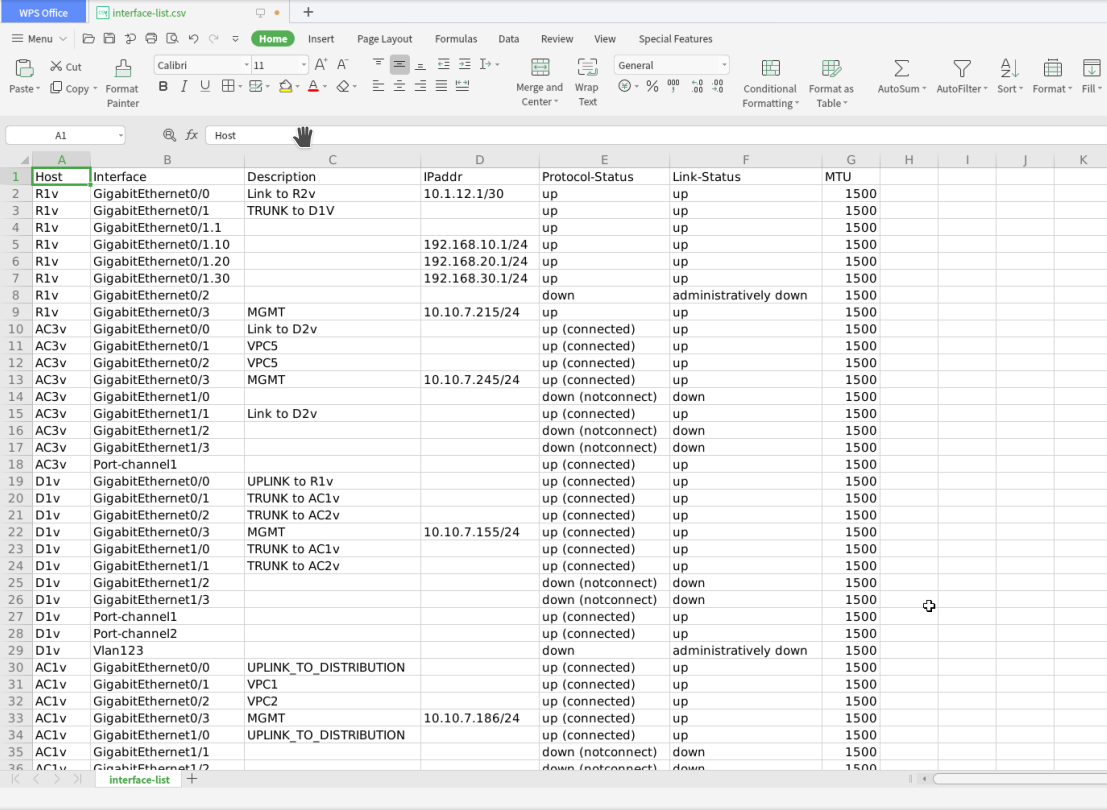 WPS Office interface-list.csv +
Menu Home Insert Page Layout Formulas Data Review View Special Features
Cut Calibri 11 A+ A- General
Paste Copy Format Painter B I U A Merge and Center Wrap Text % 000 Conditional Formatting Format as Table AutoSum AutoFilter Sort Format Fill
A1 fx Host
A B C D E F G H I J K
1 Host Interface Description IPaddr Protocol-Status Link-Status MTU
2 R1v GigabitEthernet0/0 Link to R2v 10.1.12.1/30 up up 1500
3 R1v GigabitEthernet0/1 TRUNK to D1V up up 1500
4 R1v GigabitEthernet0/1.1 up up 1500
5 R1v GigabitEthernet0/1.10 192.168.10.1/24 up up 1500
6 R1v GigabitEthernet0/1.20 192.168.20.1/24 up up 1500
7 R1v GigabitEthernet0/1.30 192.168.30.1/24 up up 1500
8 R1v GigabitEthernet0/2 down administratively down 1500
9 R1v GigabitEthernet0/3 MGMT 10.10.7.215/24 up up 1500
10 AC3v GigabitEthernet0/0 Link to D2v up (connected) up 1500
11 AC3v GigabitEthernet0/1 VPC5 up (connected) up 1500
12 AC3v GigabitEthernet0/2 VPC5 up (connected) up 1500
13 AC3v GigabitEthernet0/3 MGMT 10.10.7.245/24 up (connected) up 1500
14 AC3v GigabitEthernet1/0 down (notconnect) down 1500
15 AC3v GigabitEthernet1/1 Link to D2v up (connected) up 1500
16 AC3v GigabitEthernet1/2 down (notconnect) down 1500
17 AC3v GigabitEthernet1/3 down (notconnect) down 1500
18 AC3v Port-channel1 up (connected) up 1500
19 D1v GigabitEthernet0/0 UPLINK to R1v up (connected) up 1500
20 D1v GigabitEthernet0/1 TRUNK to AC1v up (connected) up 1500
21 D1v GigabitEthernet0/2 TRUNK to AC2v up (connected) up 1500
22 D1v GigabitEthernet0/3 MGMT 10.10.7.155/24 up (connected) up 1500
23 D1v GigabitEthernet1/0 TRUNK to AC1v up (connected) up 1500
24 D1v GigabitEthernet1/1 TRUNK to AC2v up (connected) up 1500
25 D1v GigabitEthernet1/2 down (notconnect) down 1500
26 D1v GigabitEthernet1/3 down (notconnect) down 1500
27 D1v Port-channel1 up (connected) up 1500
28 D1v Port-channel2 up (connected) up 1500
29 D1v Vlan123 down administratively down 1500
30 AC1v GigabitEthernet0/0 UPLINK_TO_DISTRIBUTION up (connected) up 1500
31 AC1v GigabitEthernet0/1 VPC1 up (connected) up 1500
32 AC1v GigabitEthernet0/2 VPC2 up (connected) up 1500
33 AC1v GigabitEthernet0/3 MGMT 10.10.7.186/24 up (connected) up 1500
34 AC1v GigabitEthernet1/0 UPLINK_TO_DISTRIBUTION up (connected) up 1500
35 AC1v GigabitEthernet1/1 down (notconnect) down 1500
36 AC1v GigabitEthernet1/2 down (notconnect) down 1500
interface-list +